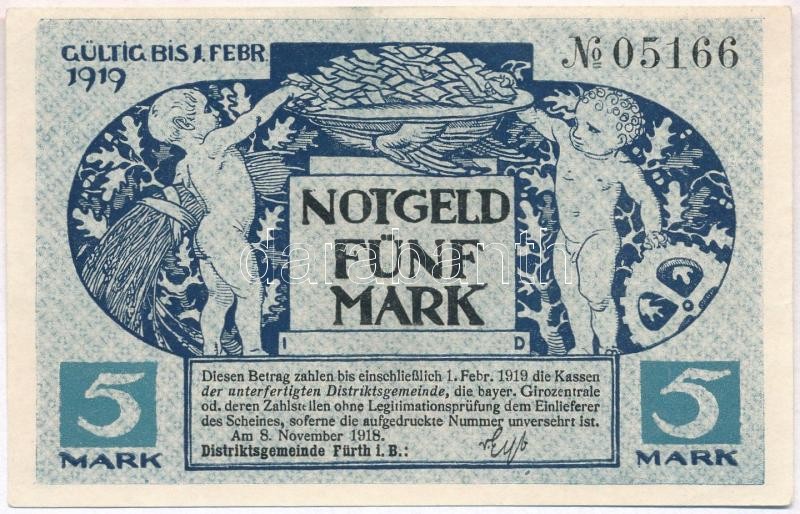 GÜLTIG BIS 1. FEBR.
1919
№ 05166
NOTGELD
FÜNF
MARK
I D
Diesen Betrag zahlen bis einschließlich 1. Febr. 1919 die Kassen
der unterfertigten Distriktsgemeinde, die bayer. Girozentrale
od. deren Zahlstellen ohne Legitimationsprüfung dem Einlieferer
des Scheines, soferne die aufgedruckte Nummer unversehrt ist.
Am 8. November 1918.
Distriktsgemeinde Fürth i. B.:
5
MARK
5
MARK
darabanth